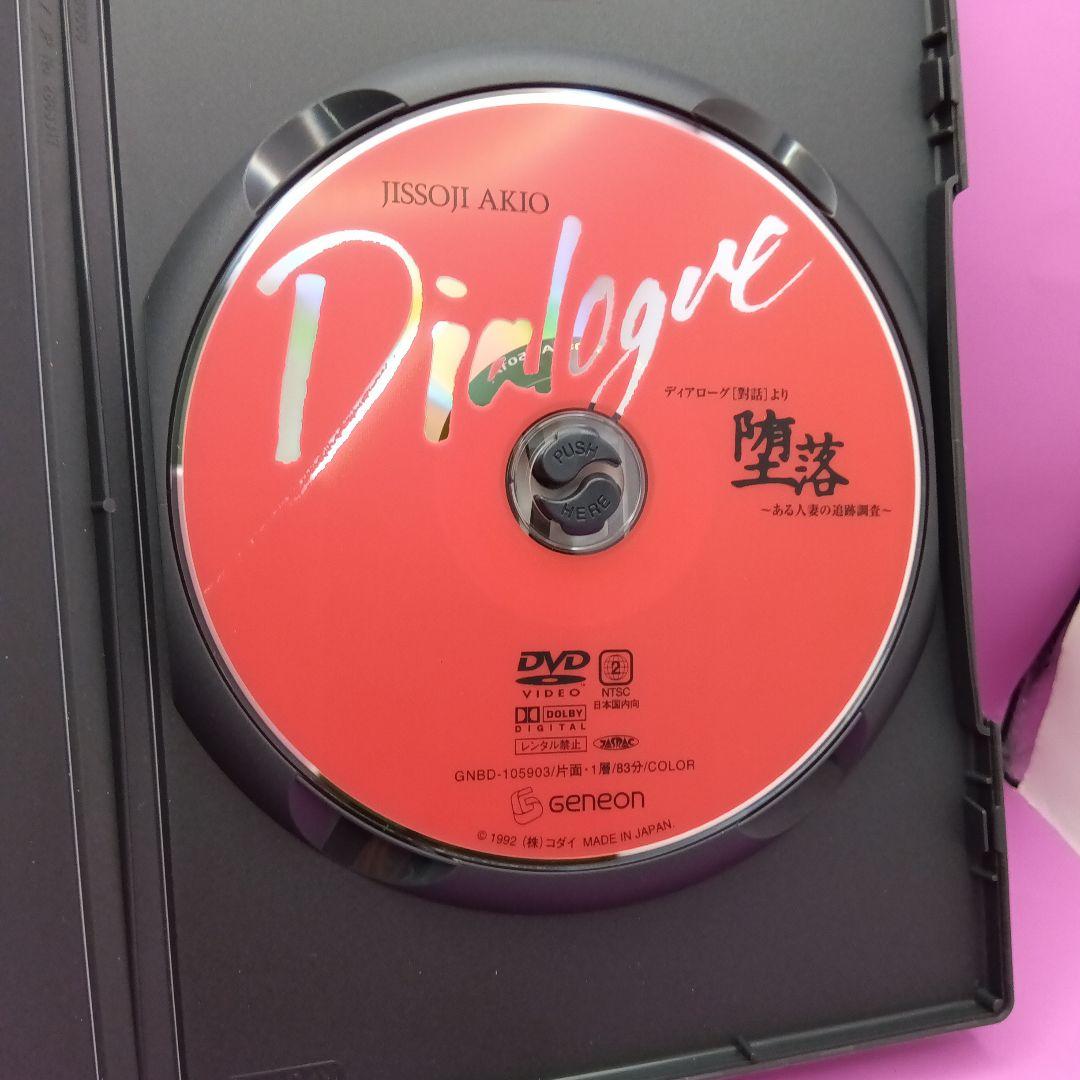 JISSOJI AKIO
Dialogue
ディアローグ[對話]より
堕落
~ある人妻の追跡調査~
PUSH
HERE
DVD
VIDEO
2
NTSC
日本国内向
DOLBY
DIGITAL
レンタル禁止
JASRAC
GNBD-105903/片面・1層/83分/COLOR
Geneon
© 1992 (株)コダイ MADE IN JAPAN.